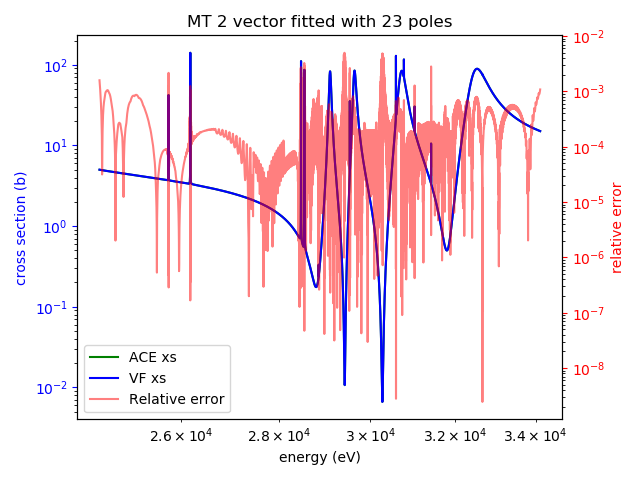 MT 2 vector fitted with 23 poles
cross section (b)
10²
10¹
10⁰
10⁻¹
10⁻²
10⁻²
10⁻³
10⁻⁴
10⁻⁵
10⁻⁶
10⁻⁷
10⁻⁸
relative error
ACE xs
VF xs
Relative error
2.6 × 10⁴ 2.8 × 10⁴ 3 × 10⁴ 3.2 × 10⁴ 3.4 × 10⁴
energy (eV)